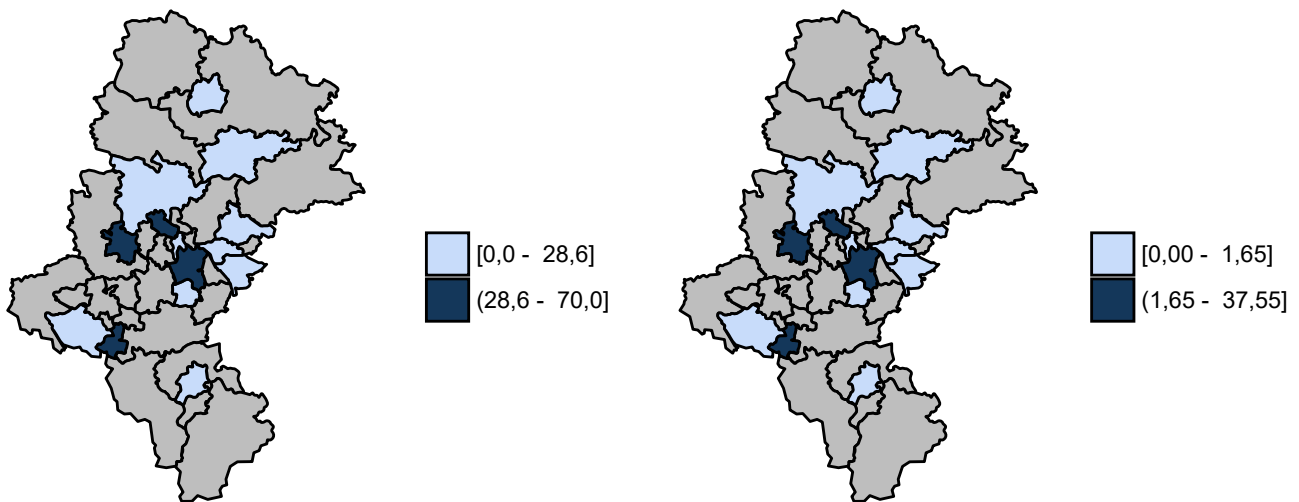 [0,0 - 28,6]
(28,6 - 70,0]
[0,00 - 1,65]
(1,65 - 37,55]